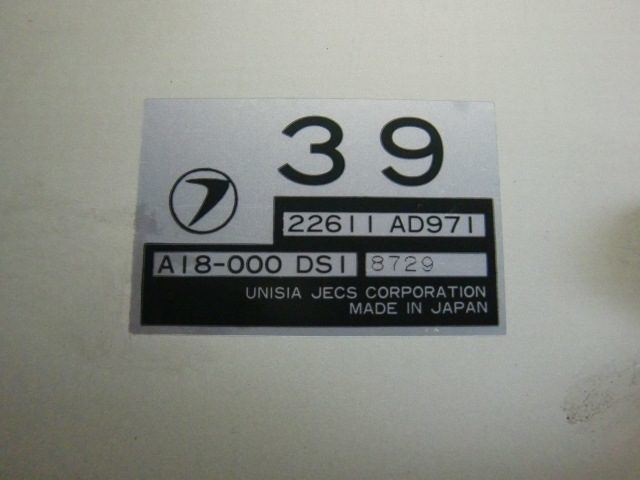 39
22611 AD971
A18-000 DS1 8729
UNISIA JECS CORPORATION
MADE IN JAPAN